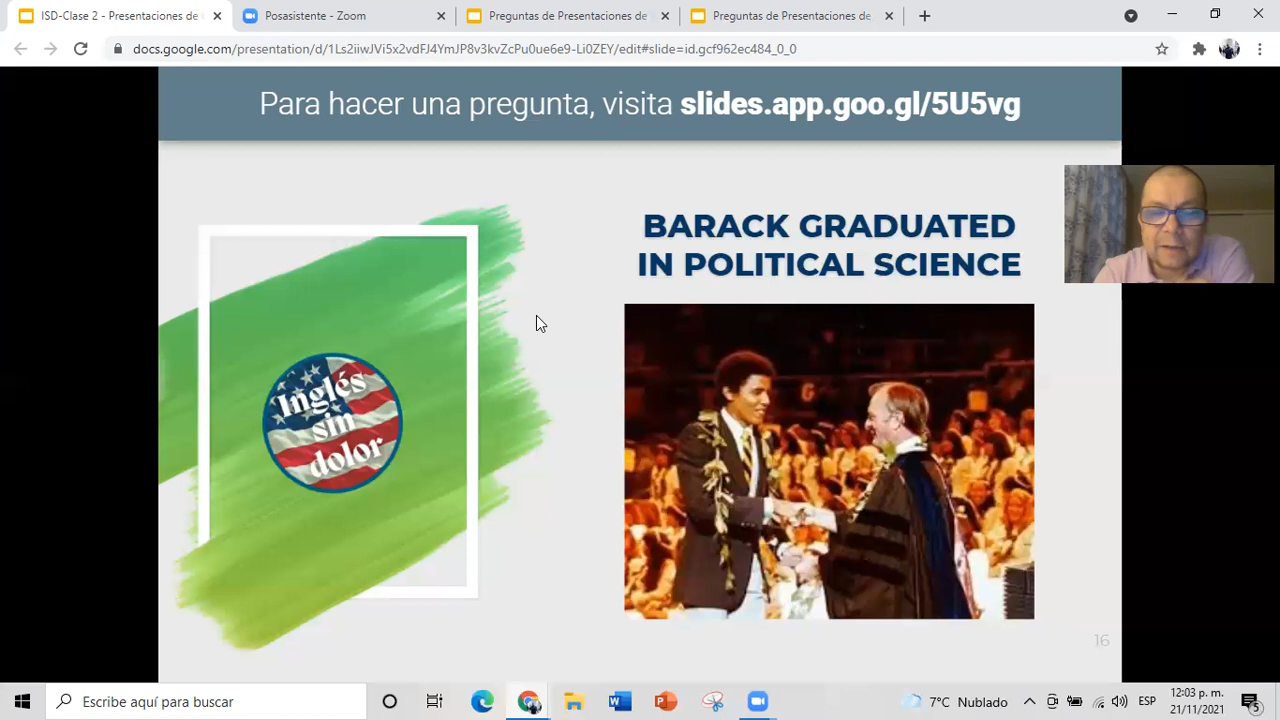 ISD-Clase 2 - Presentaciones de
Posasistente - Zoom
Preguntas de Presentaciones de
Preguntas de Presentaciones de
docs.google.com/presentation/d/1Ls2iiwJVi5x2vdFJ4YmJP8v3kvZcPu0ue6e9-Li0ZEY/edit#slide=id.gcf962ec484_0_0
Para hacer una pregunta, visita slides.app.goo.gl/5U5vg
BARACK GRADUATED
IN POLITICAL SCIENCE
Inglés
sin
dolor
16
Escribe aquí para buscar
7°C Nublado
ESP
12:03 p. m.
21/11/2021
5